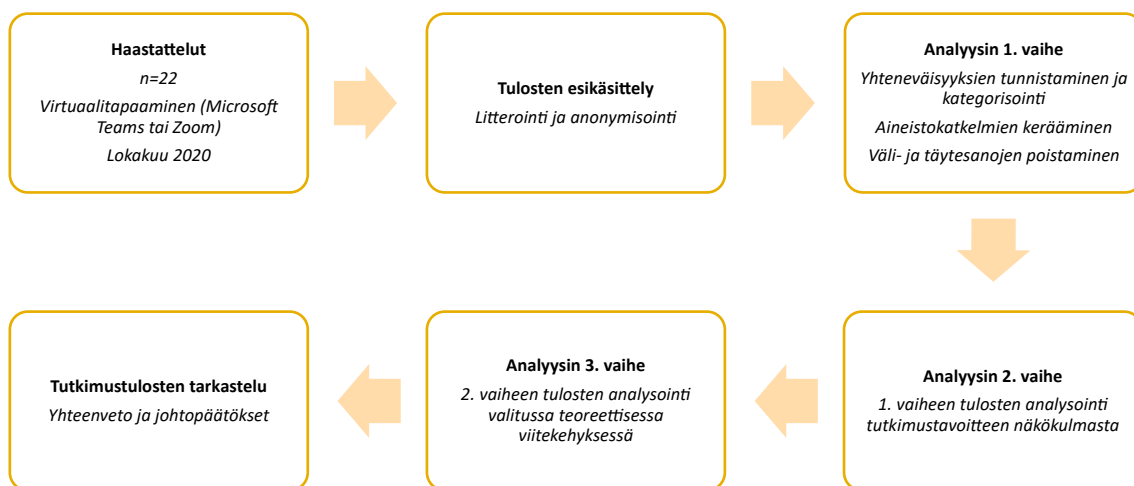 Haastattelut
n=22
Virtuaalitapaaminen (Microsoft
Teams tai Zoom)
Lokakuu 2020
Tulosten esikäsittely
Litterointi ja anonymisointi
Analyysin 1. vaihe
Yhteneväisyyksien tunnistaminen ja
kategorisointi
Aineistokatkelmien kerääminen
Väli- ja täytesanojen poistaminen
Analyysin 2. vaihe
1. vaiheen tulosten analysointi
tutkimustavoitteen näkökulmasta
Analyysin 3. vaihe
2. vaiheen tulosten analysointi
valitussa teoreettisessa
viitekehyksessä
Tutkimustulosten tarkastelu
Yhteenveto ja johtopäätökset